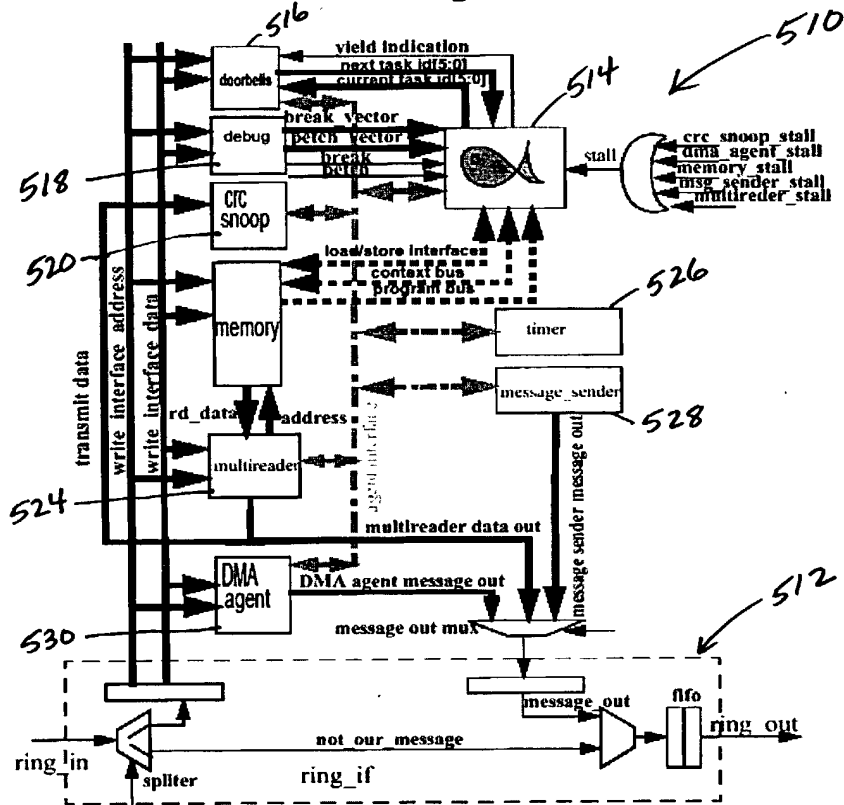 516
510
yield indication
next task id[5:0]
current task id[5:0]
doorbells
514
break_vector
petch_vector
break
petch
debug
518
stall
crc_snoop_stall
dma_agent_stall
memory_stall
msg_sender_stall
multireder_stall
crc
snoop
520
load/store interfaces
context bus
program bus
memory
526
timer
transmit data
write interface address
write interface data
message_sender
528
rd_data
address
multireader
524
agent interface
message sender message out
multireader data out
DMA
agent
DMA agent message out
530
message out mux
512
message_out
fifo
ring_in
not_our_message
ring_out
spliter
ring_if